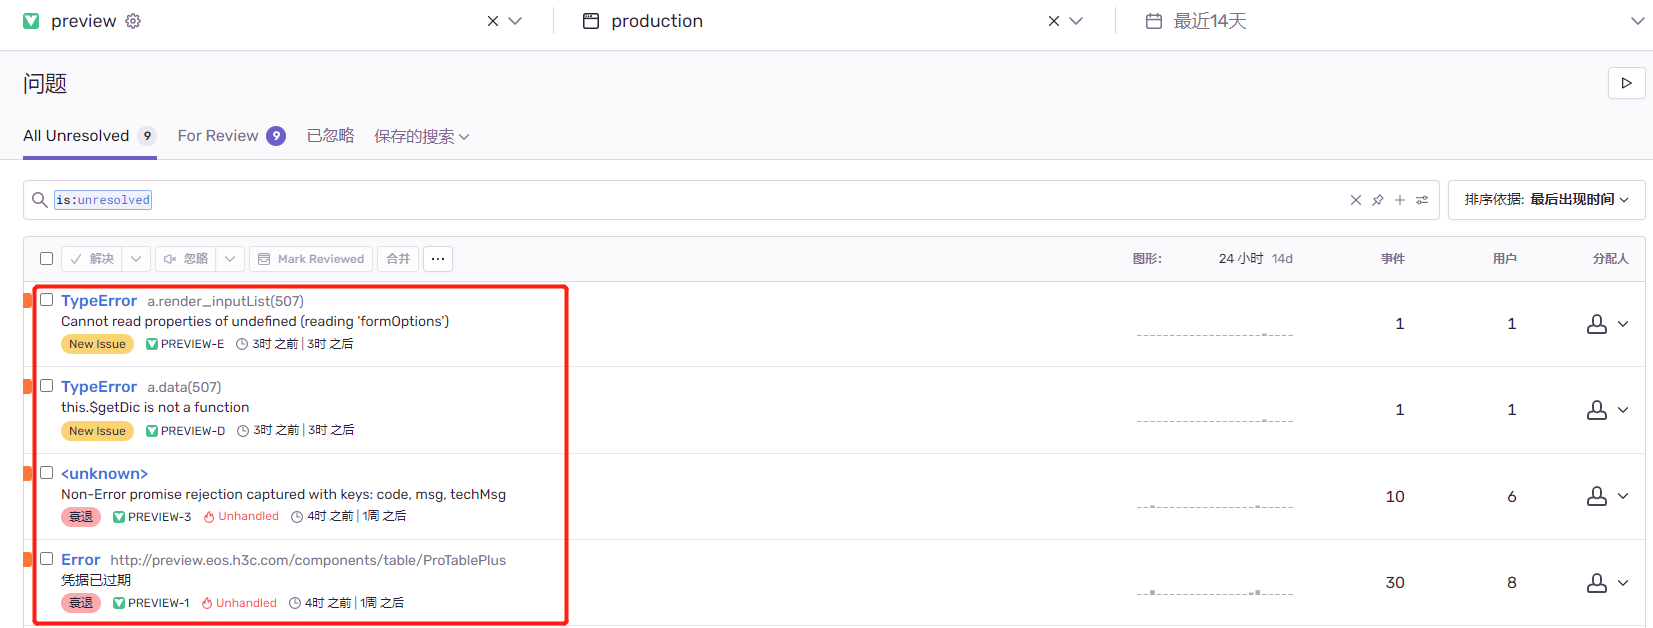 preview
production
最近14天
问题
All Unresolved 9 For Review 9 已忽略 保存的搜索
is:unresolved
排序依据: 最后出现时间
解决 忽略 Mark Reviewed 合并 ... 图形: 24 小时 14d 事件 用户 分配人
TypeError a.render_inputList(507)
Cannot read properties of undefined (reading 'formOptions')
New Issue PREVIEW-E 3时 之前 | 3时 之后
1 1
TypeError a.data(507)
this.$getDic is not a function
New Issue PREVIEW-D 3时 之前 | 3时 之后
1 1
<unknown>
Non-Error promise rejection captured with keys: code, msg, techMsg
衰退 PREVIEW-3 Unhandled 4时 之前 | 1周 之后
10 6
Error http://preview.eos.h3c.com/components/table/ProTablePlus
凭据已过期
衰退 PREVIEW-1 Unhandled 4时 之前 | 1周 之后
30 8